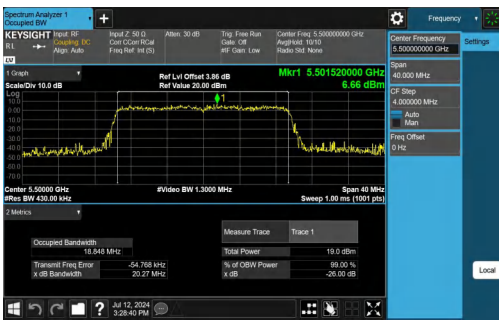 Spectrum Analyzer 1
Occupied BW
Frequency
KEYSIGHT
RL
Input: RF
Coupling: DC
Align: Auto
Input Z: 50 Ω
Corr CCorr RCal
Freq Ref: Int (S)
Atten: 30 dB
Trig: Free Run
Gate: Off
#IF Gain: Low
Center Freq: 5.500000000 GHz
Avg|Hold: 10/10
Radio Std: None
Center Frequency
5.500000000 GHz
Settings
LV
Span
40.000 MHz
CF Step
4.000000 MHz
Auto
Man
Freq Offset
0 Hz
Local
1 Graph
Scale/Div 10.0 dB
Ref Lvl Offset 3.86 dB
Ref Value 20.00 dBm
Mkr1 5.501520000 GHz
6.66 dBm
Log
10.0
0.00
-10.0
-20.0
-30.0
-40.0
-50.0
-60.0
-70.0
1
Center 5.50000 GHz
#Res BW 430.00 kHz
#Video BW 1.3000 MHz
Span 40 MHz
Sweep 1.00 ms (1001 pts)
2 Metrics
Measure Trace
Trace 1
Occupied Bandwidth
18.848 MHz
Total Power
19.0 dBm
Transmit Freq Error
-54.768 kHz
% of OBW Power
99.00 %
x dB Bandwidth
20.27 MHz
x dB
-26.00 dB
?
Jul 12, 2024
3:28:40 PM